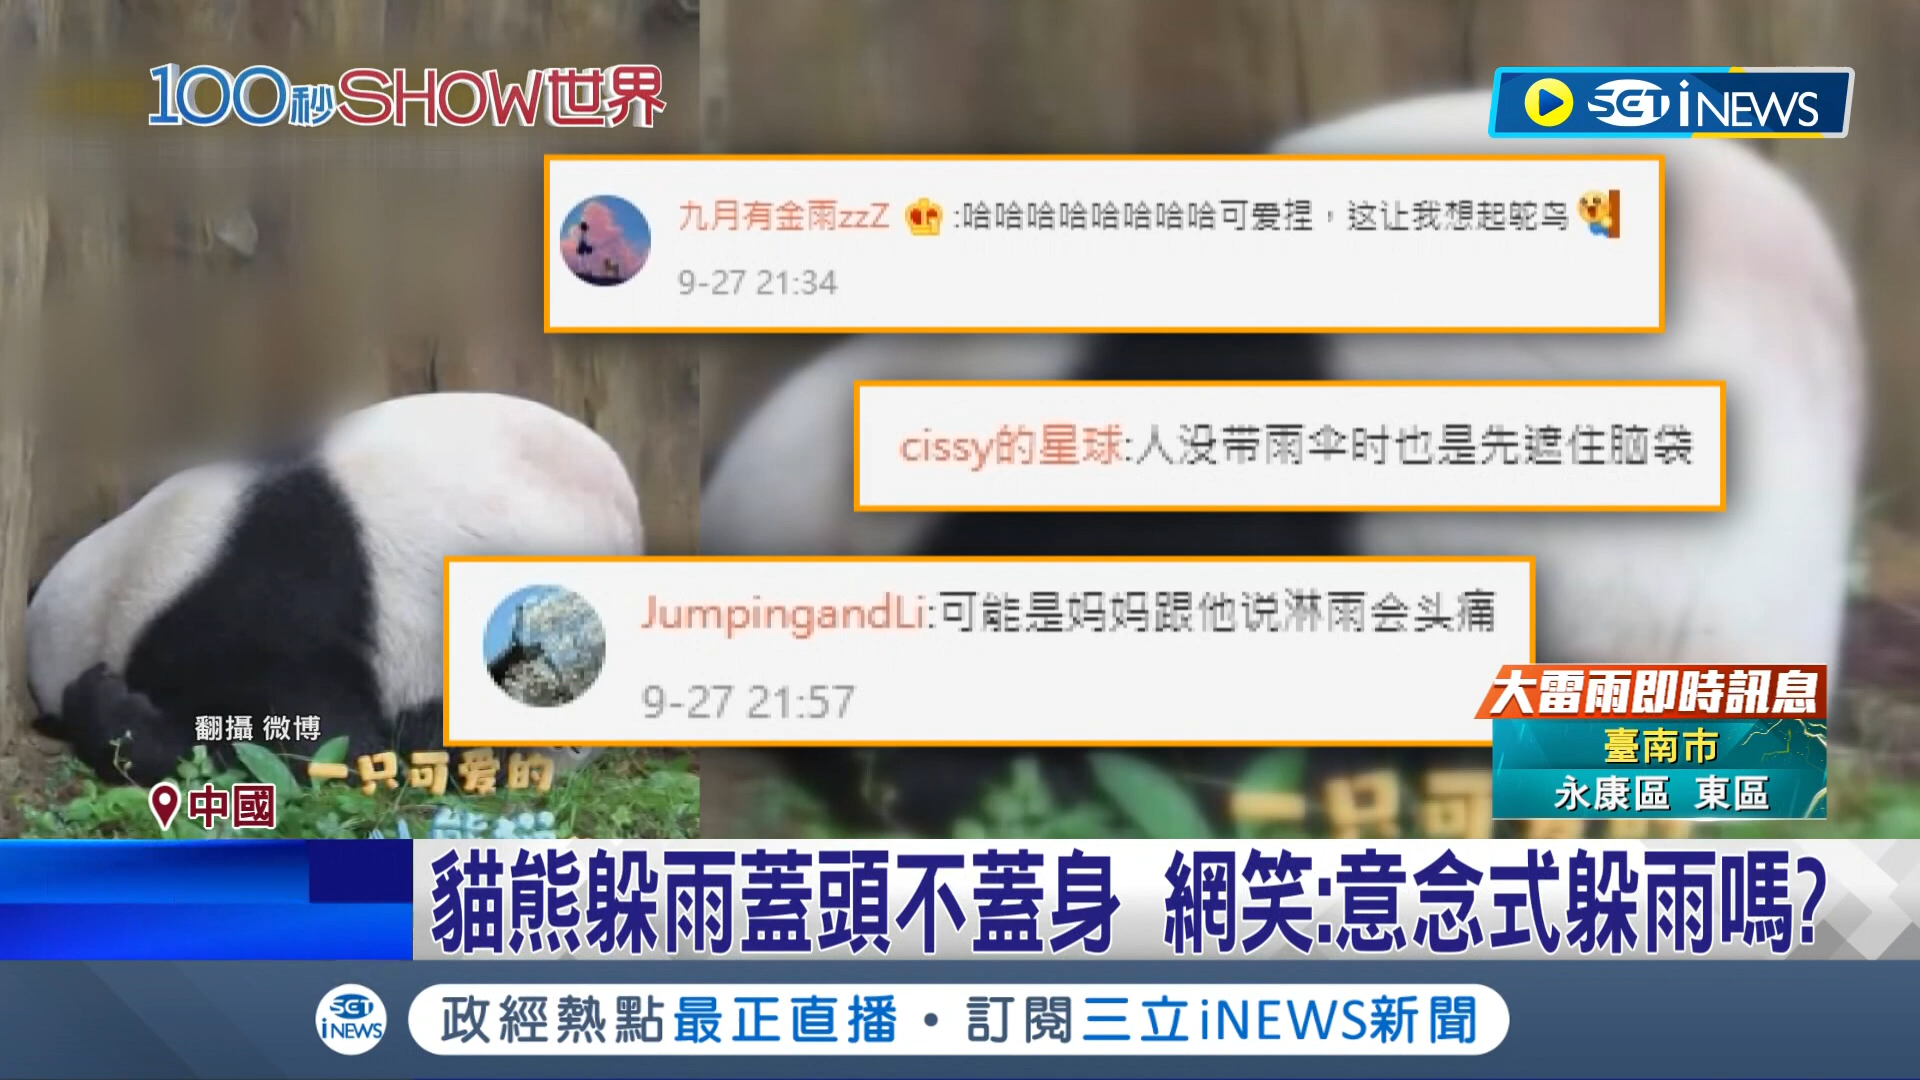 100秒SHOW世界
SET iNEWS
九月有金雨zzZ :哈哈哈哈哈哈哈哈可爱捏，这让我想起鸵鸟
9-27 21:34
cissy的星球:人没带雨伞时也是先遮住脑袋
JumpingandLi:可能是妈妈跟他说淋雨会头痛
9-27 21:57
翻攝 微博
一只可爱的
中國
大雷雨即時訊息
臺南市
永康區 東區
一只可爱的
貓熊躲雨蓋頭不蓋身 網笑:意念式躲雨嗎?
SET iNEWS
政經熱點最正直播・訂閱三立iNEWS新聞